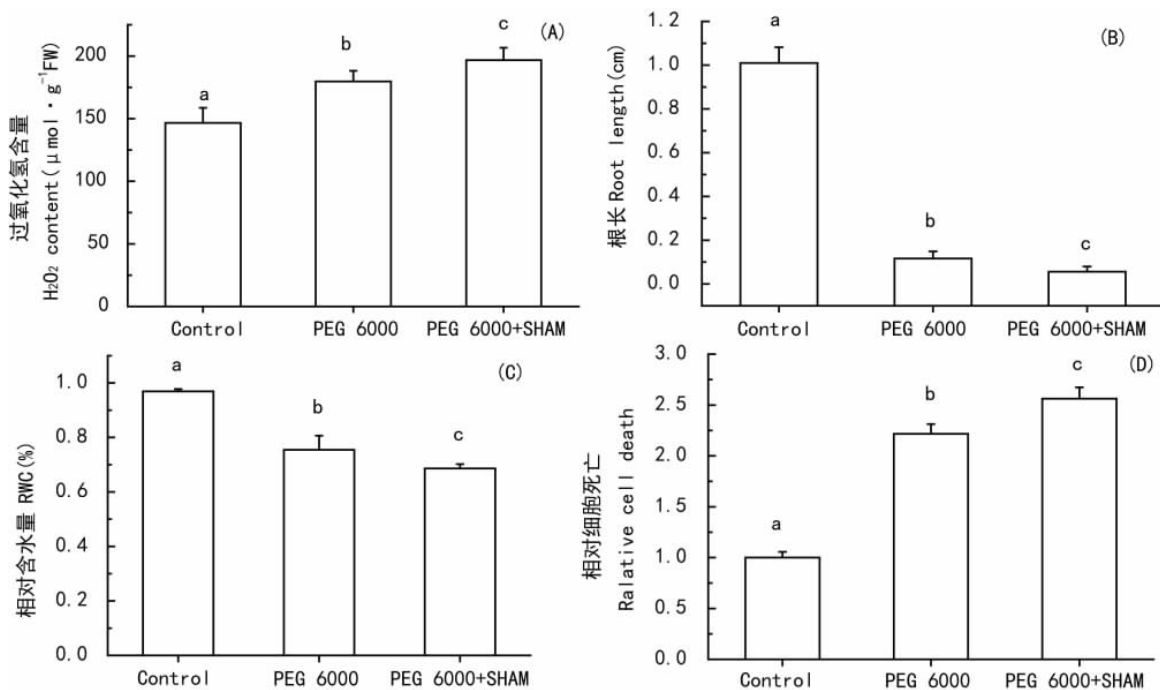 (A)
过氧化氢含量
H₂O₂ content(μmol·g⁻¹FW)
200
150
100
50
0
a
b
c
Control
PEG 6000
PEG 6000+SHAM
(B)
根长Root length(cm)
1.2
1.0
0.8
0.6
0.4
0.2
0.0
a
b
c
Control
PEG 6000
PEG 6000+SHAM
(C)
相对含水量 RWC(%)
1.0
0.8
0.6
0.4
0.2
0.0
a
b
c
Control
PEG 6000
PEG 6000+SHAM
(D)
相对细胞死亡
Ralative cell death
3.0
2.5
2.0
1.5
1.0
0.5
0.0
a
b
c
Control
PEG 6000
PEG 6000+SHAM